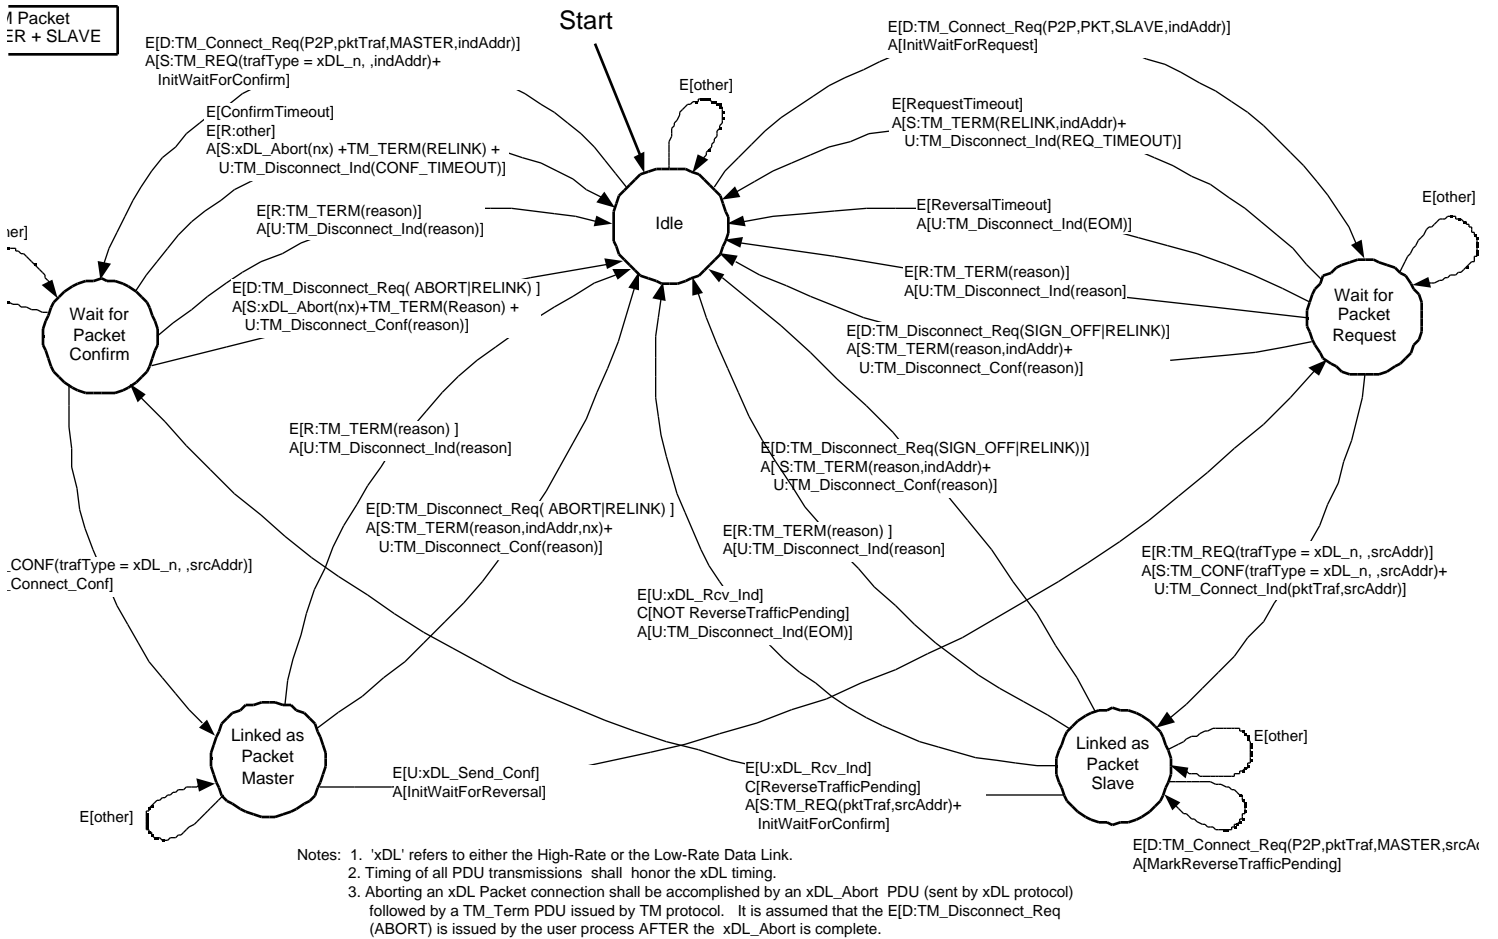 Packet
ER + SLAVE
Start
E[D:TM_Connect_Req(P2P,pktTraf,MASTER,indAddr)]
A[S:TM_REQ(trafType = xDL_n, ,indAddr)+
InitWaitForConfirm]
E[D:TM_Connect_Req(P2P,PKT,SLAVE,indAddr)]
A[InitWaitForRequest]
E[other]
E[ConfirmTimeout]
E[R:other]
A[S:xDL_Abort(nx) +TM_TERM(RELINK) +
U:TM_Disconnect_Ind(CONF_TIMEOUT)]
E[RequestTimeout]
A[S:TM_TERM(RELINK,indAddr)+
U:TM_Disconnect_Ind(REQ_TIMEOUT)]
E[R:TM_TERM(reason)]
A[U:TM_Disconnect_Ind(reason)]
Idle
E[ReversalTimeout]
A[U:TM_Disconnect_Ind(EOM)]
E[other]
her]
E[D:TM_Disconnect_Req( ABORT|RELINK) ]
A[S:xDL_Abort(nx)+TM_TERM(Reason) +
U:TM_Disconnect_Conf(reason)]
E[R:TM_TERM(reason)]
A[U:TM_Disconnect_Ind(reason]
Wait for
Packet
Confirm
Wait for
Packet
Request
E[D:TM_Disconnect_Req(SIGN_OFF|RELINK)]
A[S:TM_TERM(reason,indAddr)+
U:TM_Disconnect_Conf(reason)]
E[R:TM_TERM(reason) ]
A[U:TM_Disconnect_Ind(reason]
E[D:TM_Disconnect_Req(SIGN_OFF|RELINK))]
A[ S:TM_TERM(reason,indAddr)+
U:TM_Disconnect_Conf(reason)]
E[D:TM_Disconnect_Req( ABORT|RELINK) ]
A[S:TM_TERM(reason,indAddr,nx)+
U:TM_Disconnect_Conf(reason)]
E[R:TM_TERM(reason) ]
A[U:TM_Disconnect_Ind(reason]
_CONF(trafType = xDL_n, ,srcAddr)]
_Connect_Conf]
E[R:TM_REQ(trafType = xDL_n, ,srcAddr)]
A[S:TM_CONF(trafType = xDL_n, ,srcAddr)+
U:TM_Connect_Ind(pktTraf,srcAddr)]
E[U:xDL_Rcv_Ind]
C[NOT ReverseTrafficPending]
A[U:TM_Disconnect_Ind(EOM)]
Linked as
Packet
Master
Linked as
Packet
Slave
E[other]
E[U:xDL_Send_Conf]
A[InitWaitForReversal]
E[U:xDL_Rcv_Ind]
C[ReverseTrafficPending]
A[S:TM_REQ(pktTraf,srcAddr)+
InitWaitForConfirm]
E[other]
E[D:TM_Connect_Req(P2P,pktTraf,MASTER,srcA
A[MarkReverseTrafficPending]
Notes: 1. 'xDL' refers to either the High-Rate or the Low-Rate Data Link.
2. Timing of all PDU transmissions shall honor the xDL timing.
3. Aborting an xDL Packet connection shall be accomplished by an xDL_Abort PDU (sent by xDL protocol)
followed by a TM_Term PDU issued by TM protocol. It is assumed that the E[D:TM_Disconnect_Req
(ABORT) is issued by the user process AFTER the xDL_Abort is complete.